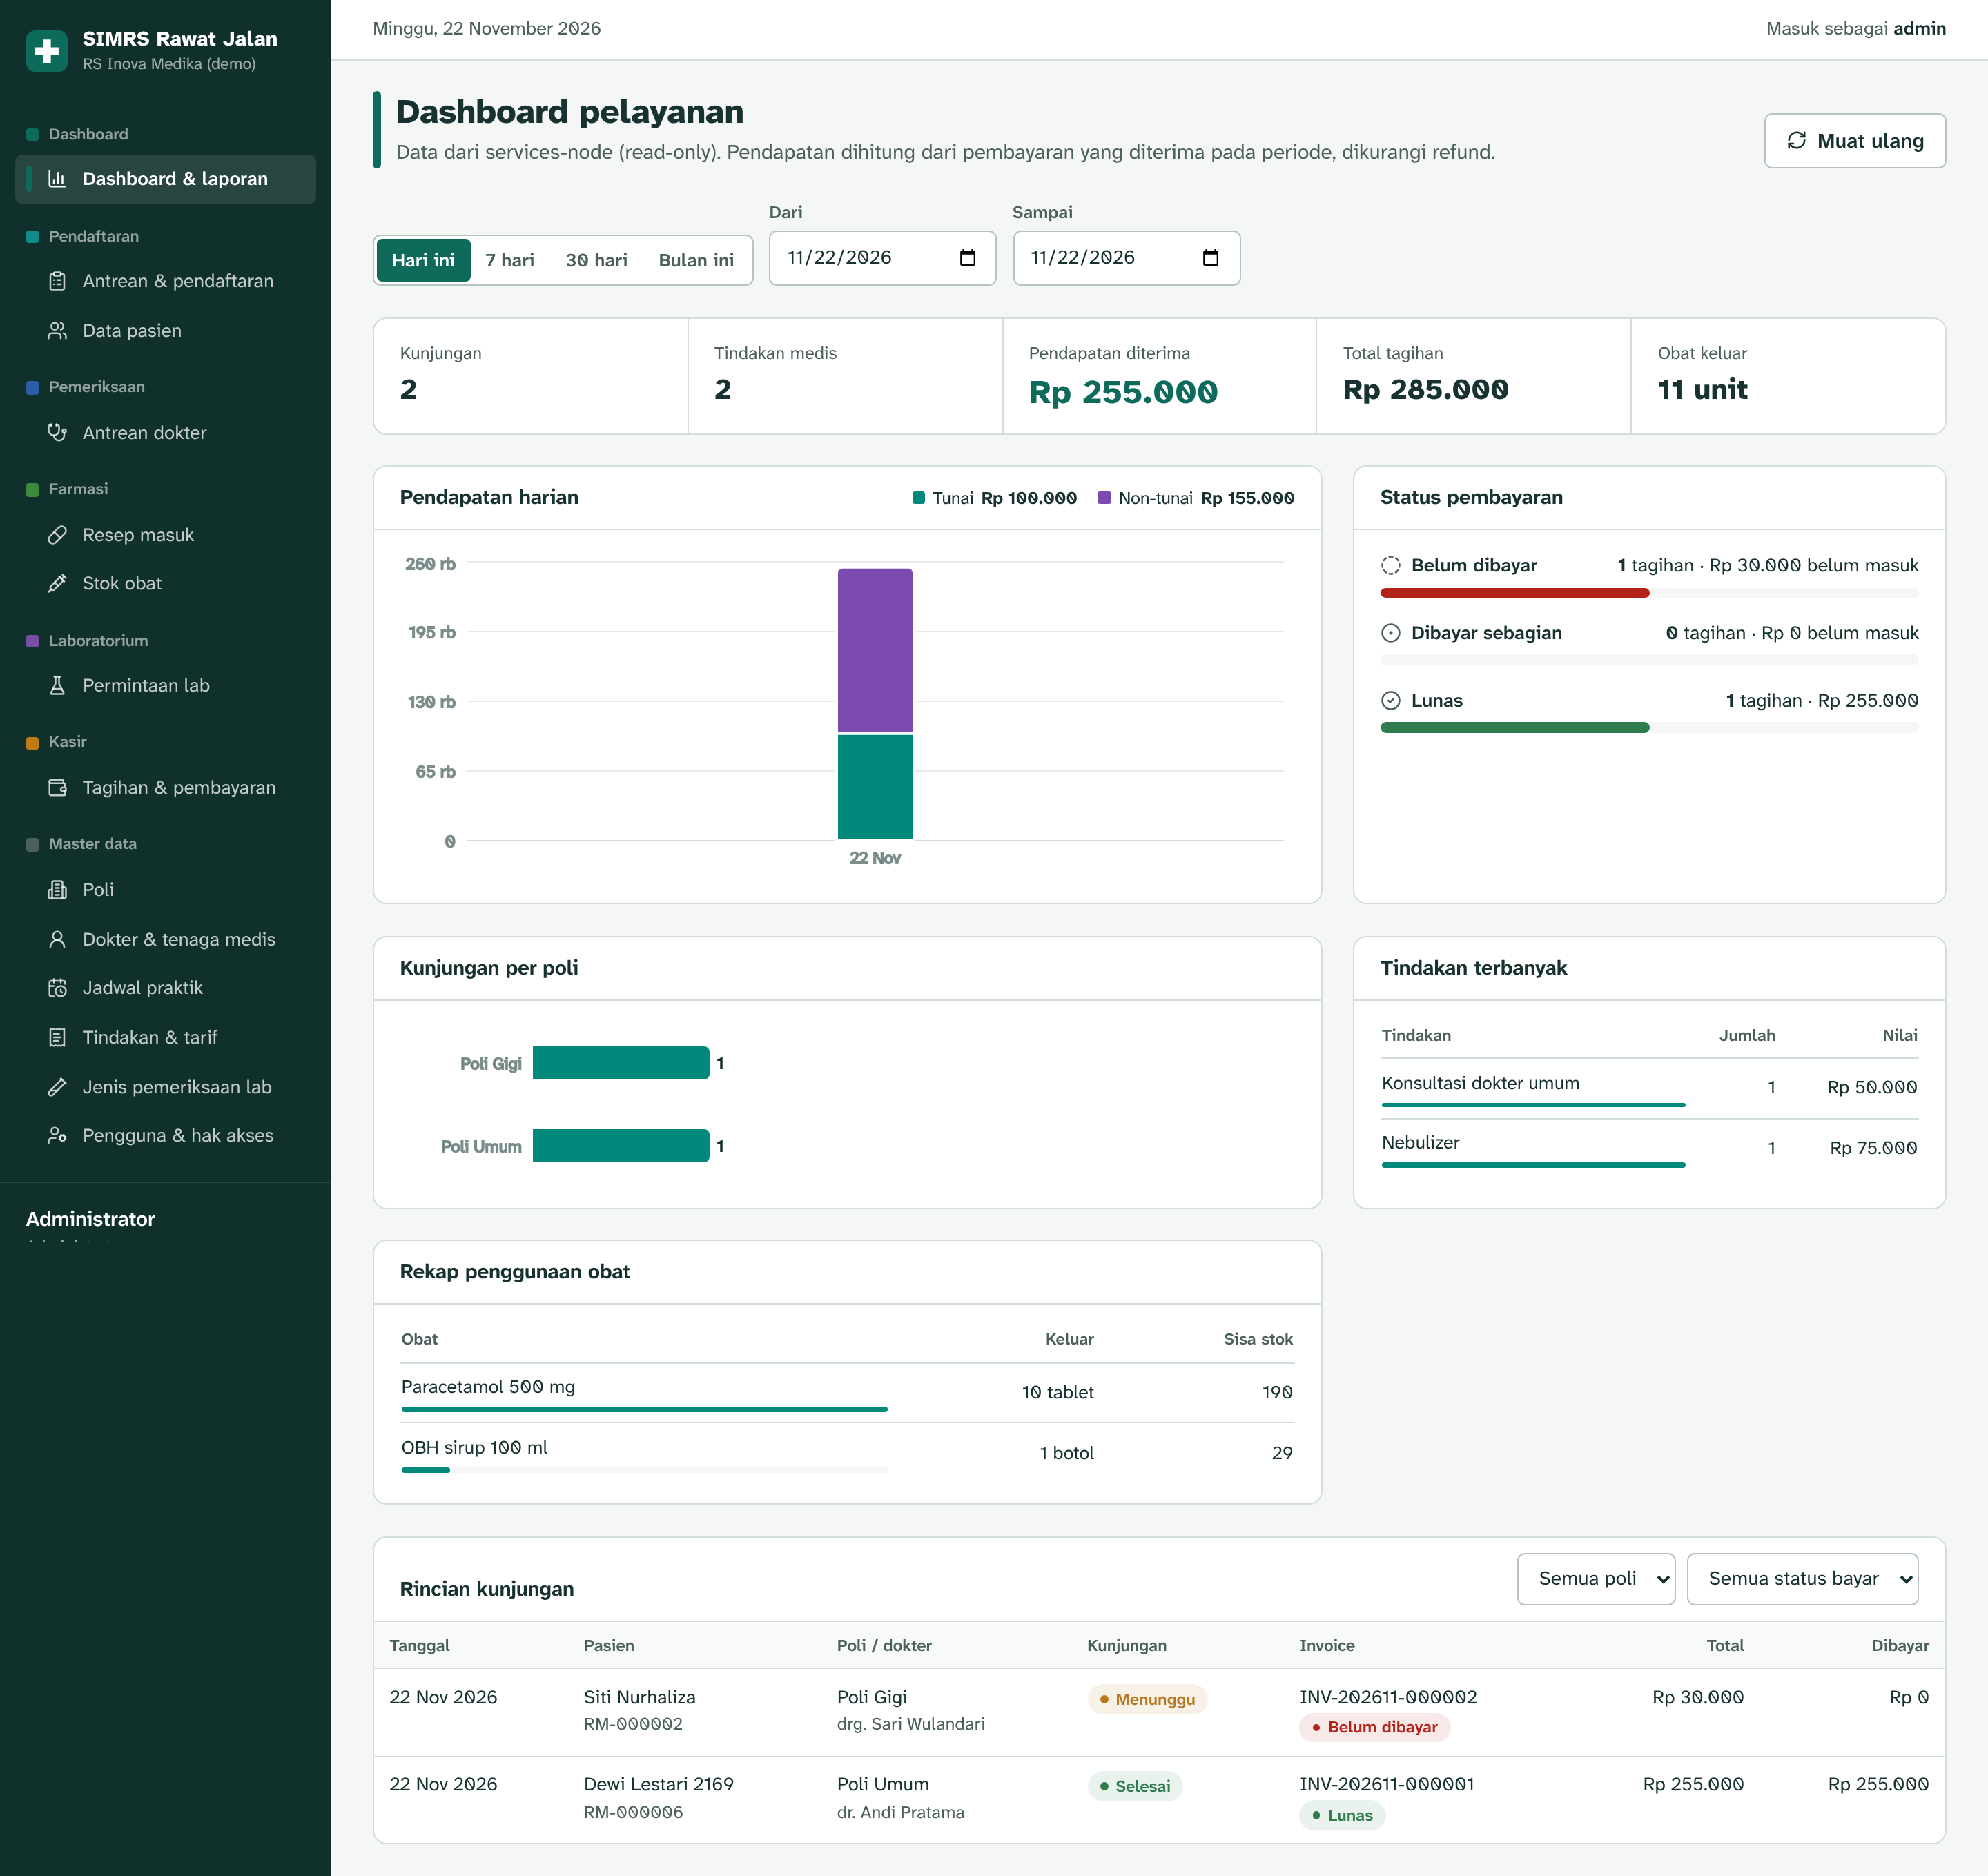 SIMRS Rawat Jalan
RS Inova Medika (demo)
Dashboard
Dashboard & laporan
Pendaftaran
Antrean & pendaftaran
Data pasien
Pemeriksaan
Antrean dokter
Farmasi
Resep masuk
Stok obat
Laboratorium
Permintaan lab
Kasir
Tagihan & pembayaran
Master data
Poli
Dokter & tenaga medis
Jadwal praktik
Tindakan & tarif
Jenis pemeriksaan lab
Pengguna & hak akses
Administrator
Minggu, 22 November 2026
Masuk sebagai admin
Dashboard pelayanan
Data dari services-node (read-only). Pendapatan dihitung dari pembayaran yang diterima pada periode, dikurangi refund.
Muat ulang
Hari ini 7 hari 30 hari Bulan ini
Dari
11/22/2026
Sampai
11/22/2026
Kunjungan
2
Tindakan medis
2
Pendapatan diterima
Rp 255.000
Total tagihan
Rp 285.000
Obat keluar
11 unit
Pendapatan harian
Tunai Rp 100.000 Non-tunai Rp 155.000
260 rb
195 rb
130 rb
65 rb
0
22 Nov
Status pembayaran
Belum dibayar 1 tagihan · Rp 30.000 belum masuk
Dibayar sebagian 0 tagihan · Rp 0 belum masuk
Lunas 1 tagihan · Rp 255.000
Kunjungan per poli
Poli Gigi 1
Poli Umum 1
Tindakan terbanyak
Tindakan Jumlah Nilai
Konsultasi dokter umum 1 Rp 50.000
Nebulizer 1 Rp 75.000
Rekap penggunaan obat
Obat Keluar Sisa stok
Paracetamol 500 mg 10 tablet 190
OBH sirup 100 ml 1 botol 29
Rincian kunjungan
Semua poli Semua status bayar
Tanggal Pasien Poli / dokter Kunjungan Invoice Total Dibayar
22 Nov 2026 Siti Nurhaliza Poli Gigi Menunggu INV-202611-000002 Rp 30.000 Rp 0
RM-000002 drg. Sari Wulandari Belum dibayar
22 Nov 2026 Dewi Lestari 2169 Poli Umum Selesai INV-202611-000001 Rp 255.000 Rp 255.000
RM-000006 dr. Andi Pratama Lunas